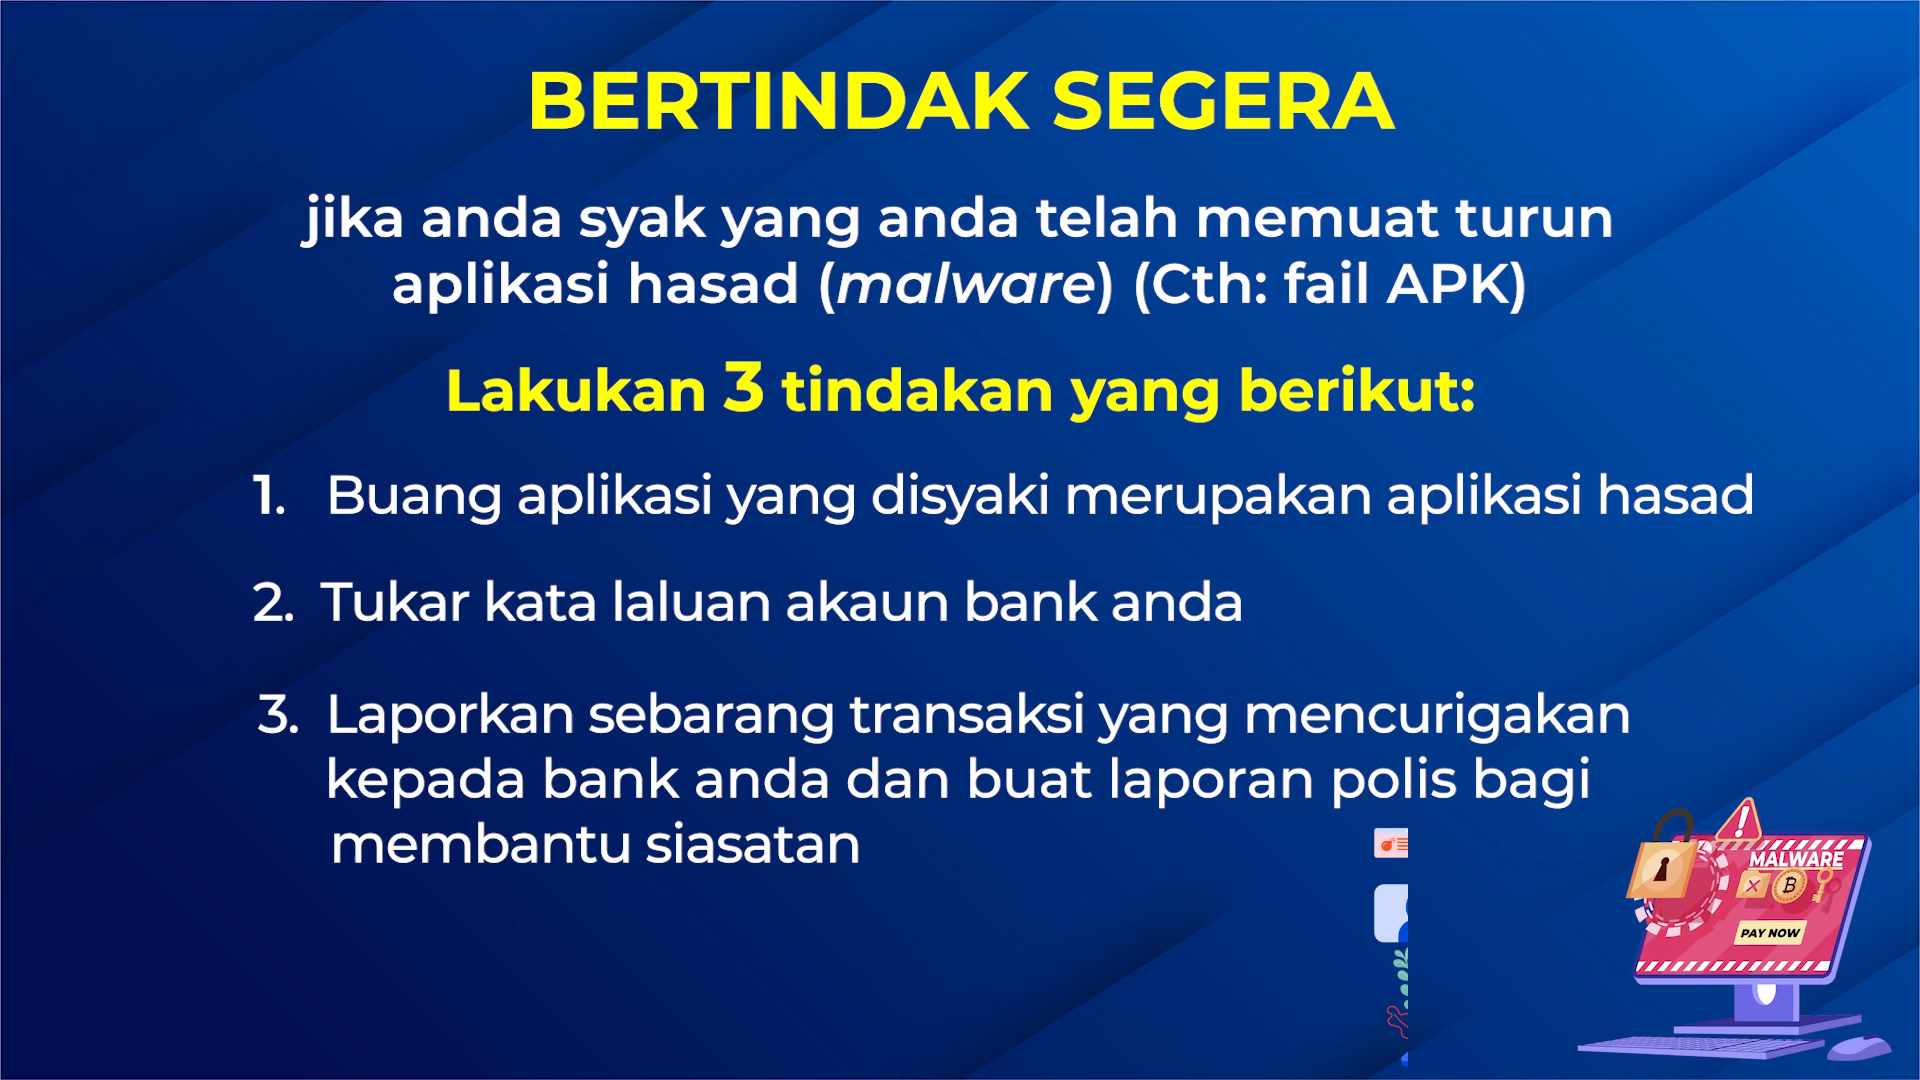 BERTINDAK SEGERA
jika anda syak yang anda telah memuat turun
aplikasi hasad (malware) (Cth: fail APK)
Lakukan 3 tindakan yang berikut:
1. Buang aplikasi yang disyaki merupakan aplikasi hasad
2. Tukar kata laluan akaun bank anda
3. Laporkan sebarang transaksi yang mencurigakan
kepada bank anda dan buat laporan polis bagi
membantu siasatan
MALWARE
PAY NOW